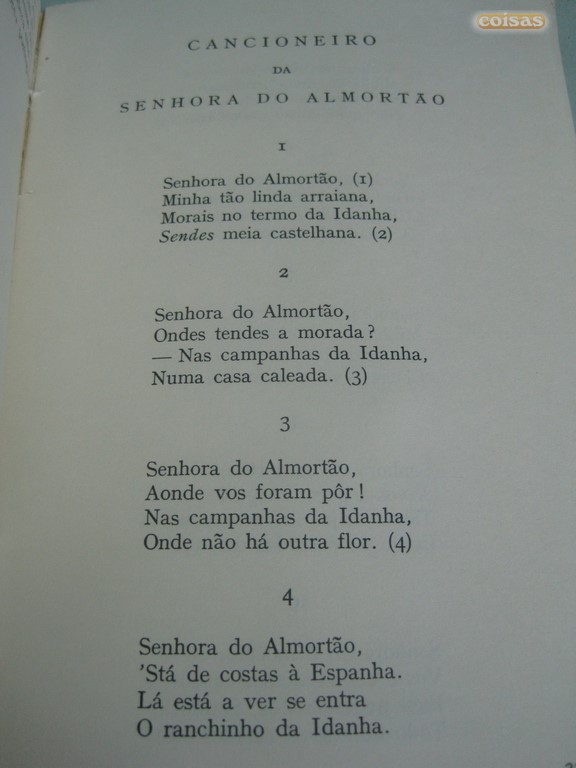 coisas
CANCIONEIRO
DA
SENHORA DO ALMORTÃO
1
Senhora do Almortão, (1)
Minha tão linda arraiana,
Morais no termo da Idanha,
Sendes meia castelhana. (2)
2
Senhora do Almortão,
Ondes tendes a morada?
— Nas campanhas da Idanha,
Numa casa caleada. (3)
3
Senhora do Almortão,
Aonde vos foram pôr!
Nas campanhas da Idanha,
Onde não há outra flor. (4)
4
Senhora do Almortão,
'Stá de costas à Espanha.
Lá está a ver se entra
O ranchinho da Idanha.